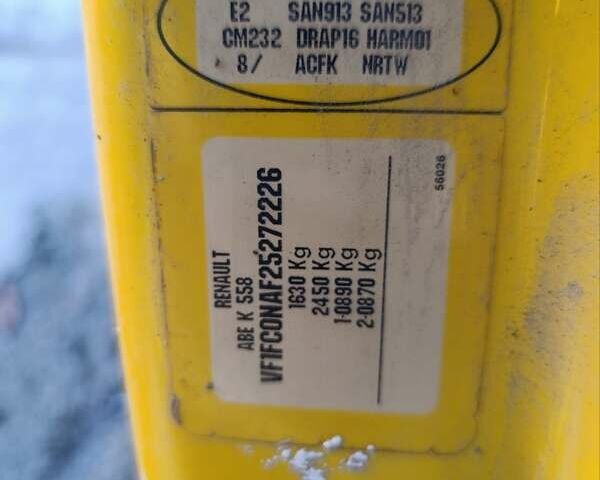 E2 SAN913 SAN513
CM232 DRAP16 HARM01
8/ ACFK NRTW
RENAULT
ABE K 558
VF1FC0NAF25272226
1630 Kg
2450 Kg
1-0890 Kg
2-0870 Kg
56026